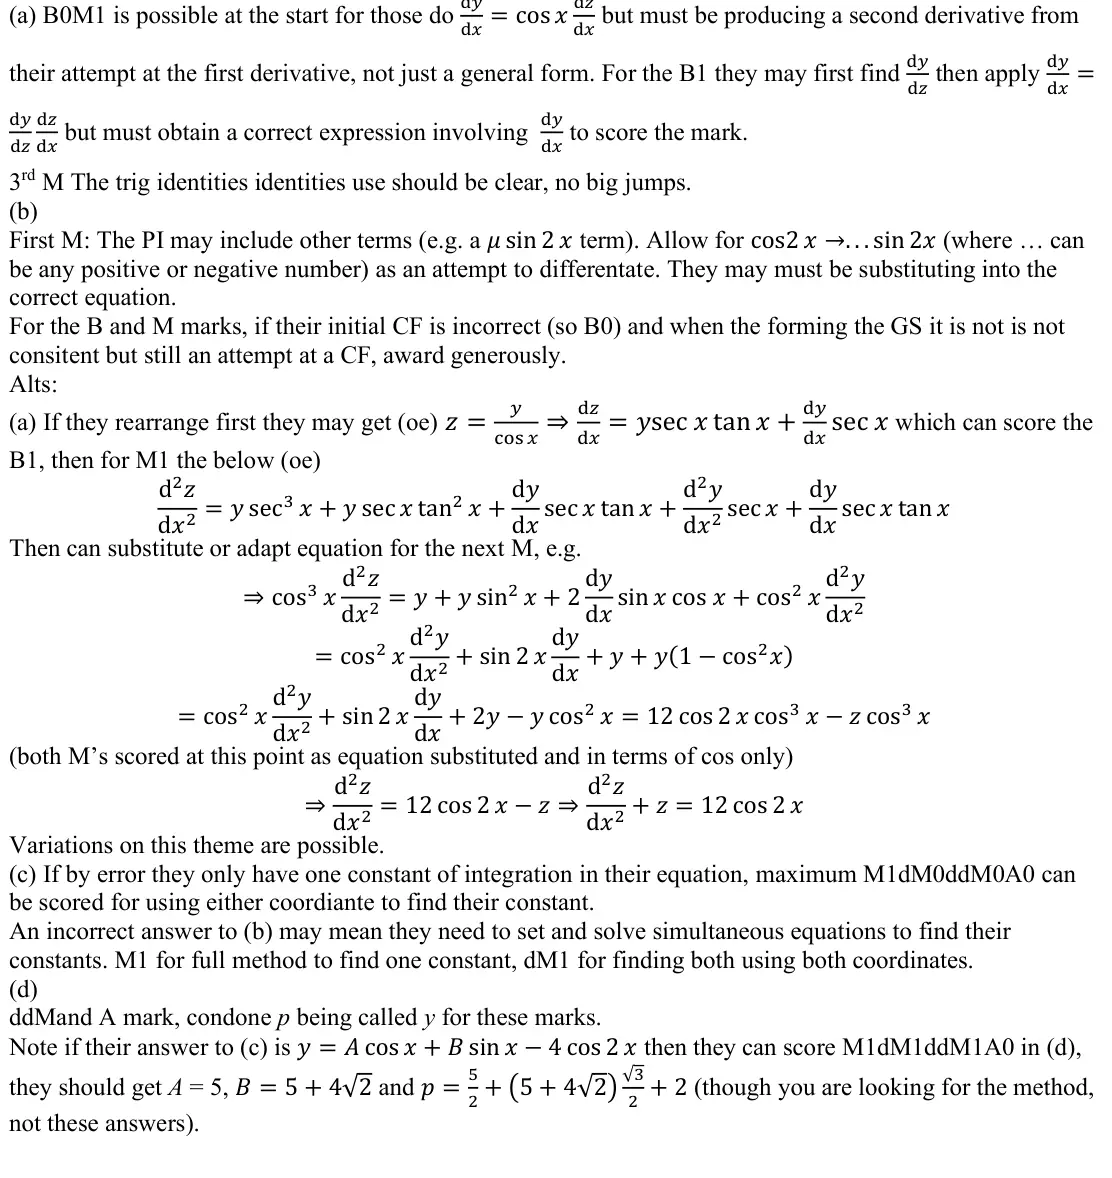 (a) B0M1 is possible at the start for those do dy/dx = cos x dz/dx but must be producing a second derivative from
their attempt at the first derivative, not just a general form. For the B1 they may first find dy/dz then apply dy/dx =
dy/dz dz/dx but must obtain a correct expression involving dy/dx to score the mark.
3rd M The trig identities identities use should be clear, no big jumps.
(b)
First M: The PI may include other terms (e.g. a μ sin 2 x term). Allow for cos2 x →… sin 2x (where … can
be any positive or negative number) as an attempt to differentate. They may must be substituting into the
correct equation.
For the B and M marks, if their initial CF is incorrect (so B0) and when the forming the GS it is not is not
consitent but still an attempt at a CF, award generously.
Alts:
(a) If they rearrange first they may get (oe) z = y/cos x ⇒ dz/dx = ysec x tan x + dy/dx sec x which can score the
B1, then for M1 the below (oe)
d²z/dx² = y sec³ x + y sec x tan² x + dy/dx sec x tan x + d²y/dx² sec x + dy/dx sec x tan x
Then can substitute or adapt equation for the next M, e.g.
⇒ cos³ x d²z/dx² = y + y sin² x + 2 dy/dx sin x cos x + cos² x d²y/dx²
= cos² x d²y/dx² + sin 2 x dy/dx + y + y(1 − cos²x)
= cos² x d²y/dx² + sin 2 x dy/dx + 2y − y cos² x = 12 cos 2 x cos³ x − z cos³ x
(both M’s scored at this point as equation substituted and in terms of cos only)
⇒ d²z/dx² = 12 cos 2 x − z ⇒ d²z/dx² + z = 12 cos 2 x
Variations on this theme are possible.
(c) If by error they only have one constant of integration in their equation, maximum M1dM0ddM0A0 can
be scored for using either coordiante to find their constant.
An incorrect answer to (b) may mean they need to set and solve simultaneous equations to find their
constants. M1 for full method to find one constant, dM1 for finding both using both coordinates.
(d)
ddMand A mark, condone p being called y for these marks.
Note if their answer to (c) is y = A cos x + B sin x − 4 cos 2 x then they can score M1dM1ddM1A0 in (d),
they should get A = 5, B = 5 + 4√2 and p = 5/2 + (5 + 4√2) √3/2 + 2 (though you are looking for the method,
not these answers).